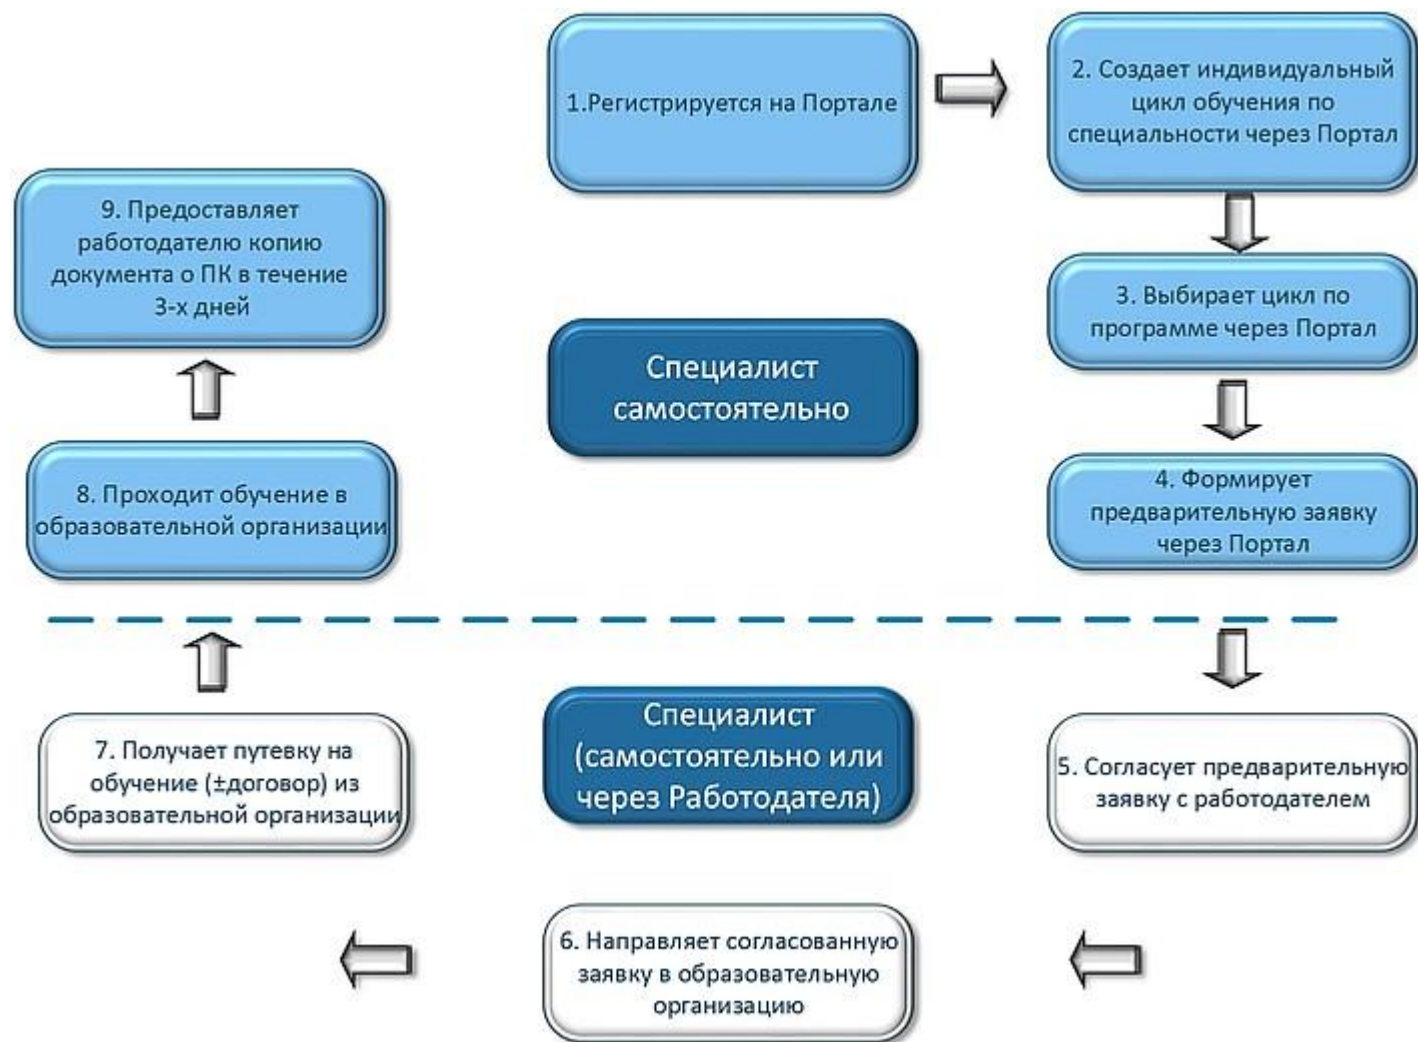 1.Регистрируется на Портале
2. Создает индивидуальный
цикл обучения по
специальности через Портал
3. Выбирает цикл по
программе через Портал
4. Формирует
предварительную заявку
через Портал
Специалист
самостоятельно
9. Предоставляет
работодателю копию
документа о ПК в течение
3-х дней
8. Проходит обучение в
образовательной организации
Специалист
(самостоятельно или
через Работодателя)
5. Согласует предварительную
заявку с работодателем
6. Направляет согласованную
заявку в образовательную
организацию
7. Получает путевку на
обучение (±договор) из
образовательной организации